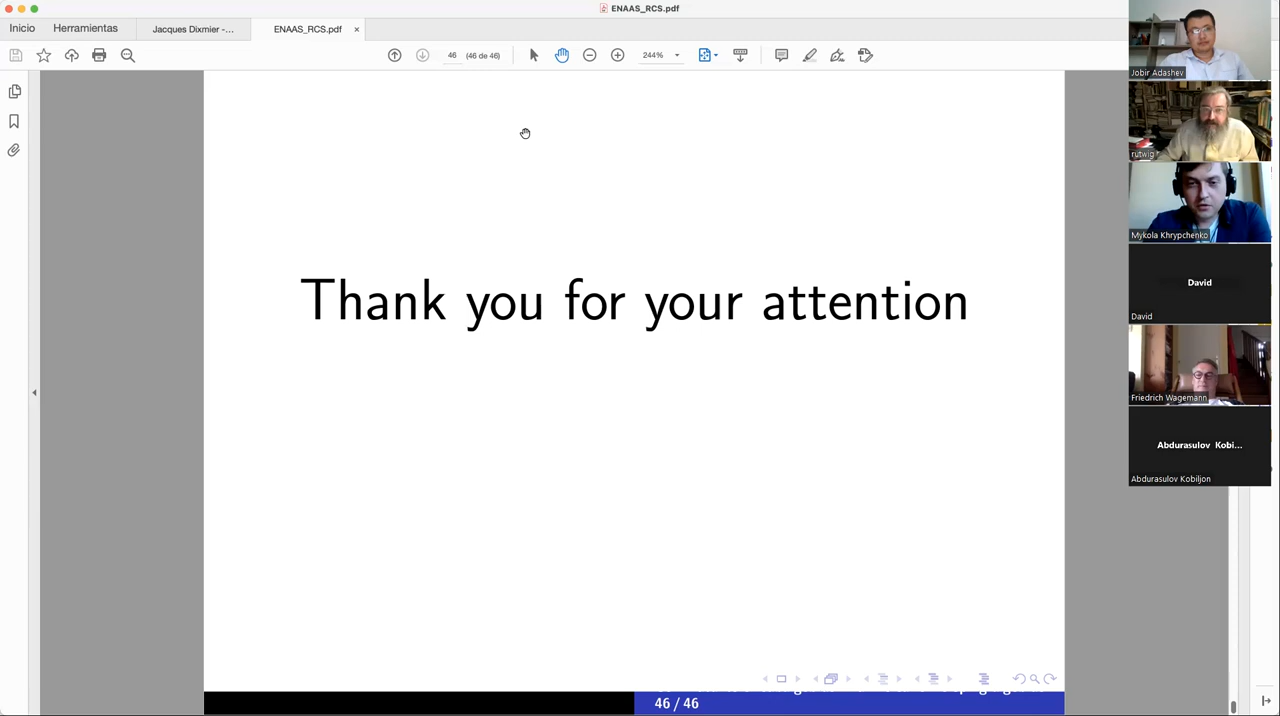 ENAAS_RCS.pdf
Inicio
Herramientas
Jacques Dixmier -...
ENAAS_RCS.pdf
46 (46 de 46)
244%
Thank you for your attention
46 / 46
Jobir Adashev
rutwig
Mykola Khrypchenko
David
David
Friedrich Wagemann
Abdurasulov Kobi...
Abdurasulov Kobiljon